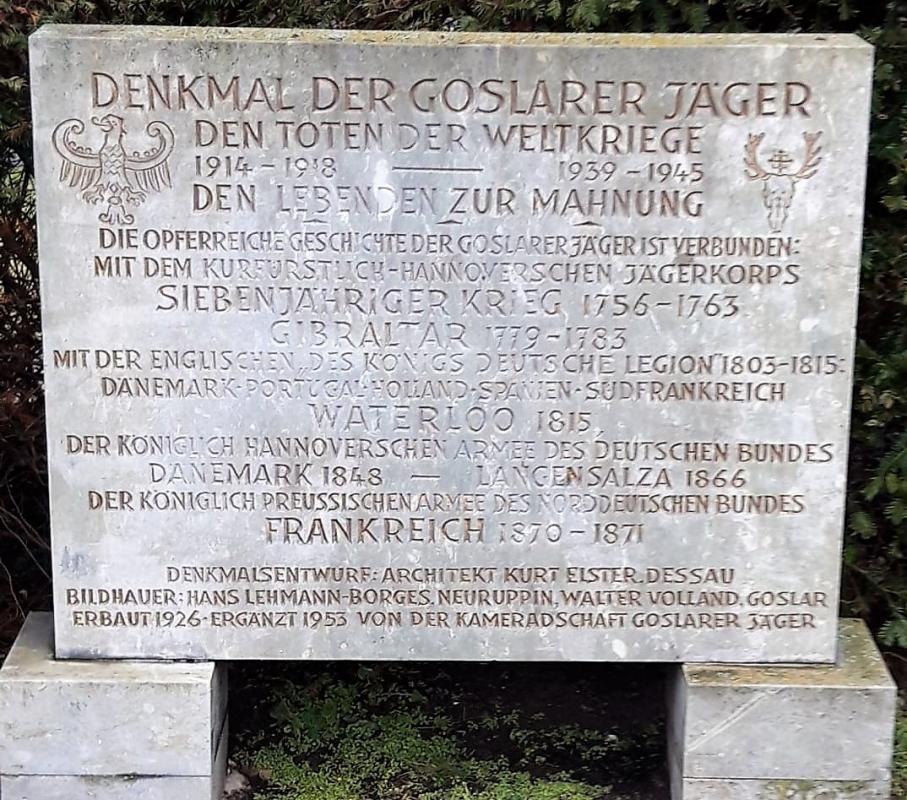 DENKMAL DER GOSLARER JÄGER
DEN TOTEN DER WELTKRIEGE
1914 - 1918 — 1939 - 1945
DEN LEBENDEN ZUR MAHNUNG
DIE OPFERREICHE GESCHICHTE DER GOSLARER JÄGER IST VERBUNDEN:
MIT DEM KURFÜRSTLICH-HANNOVERSCHEN JÄGERKORPS
SIEBENJÄHRIGER KRIEG 1756-1763
GIBRALTAR 1779-1783
MIT DER ENGLISCHEN „DES KÖNIGS DEUTSCHE LEGION" 1803-1815:
DÄNEMARK·PORTUGAL·HOLLAND·SPANIEN·SÜDFRANKREICH
WATERLOO 1815
DER KÖNIGLICH HANNOVERSCHEN ARMEE DES DEUTSCHEN BUNDES
DÄNEMARK 1848 — LANGENSALZA 1866
DER KÖNIGLICH PREUSSISCHEN ARMEE DES NORDDEUTSCHEN BUNDES
FRANKREICH 1870-1871
DENKMALSENTWURF: ARCHITEKT KURT ELSTER. DESSAU
BILDHAUER: HANS LEHMANN-BORGES. NEURUPPIN, WALTER VOLLAND. GOSLAR
ERBAUT 1926·ERGÄNZT 1953 VON DER KAMERADSCHAFT GOSLARER JÄGER